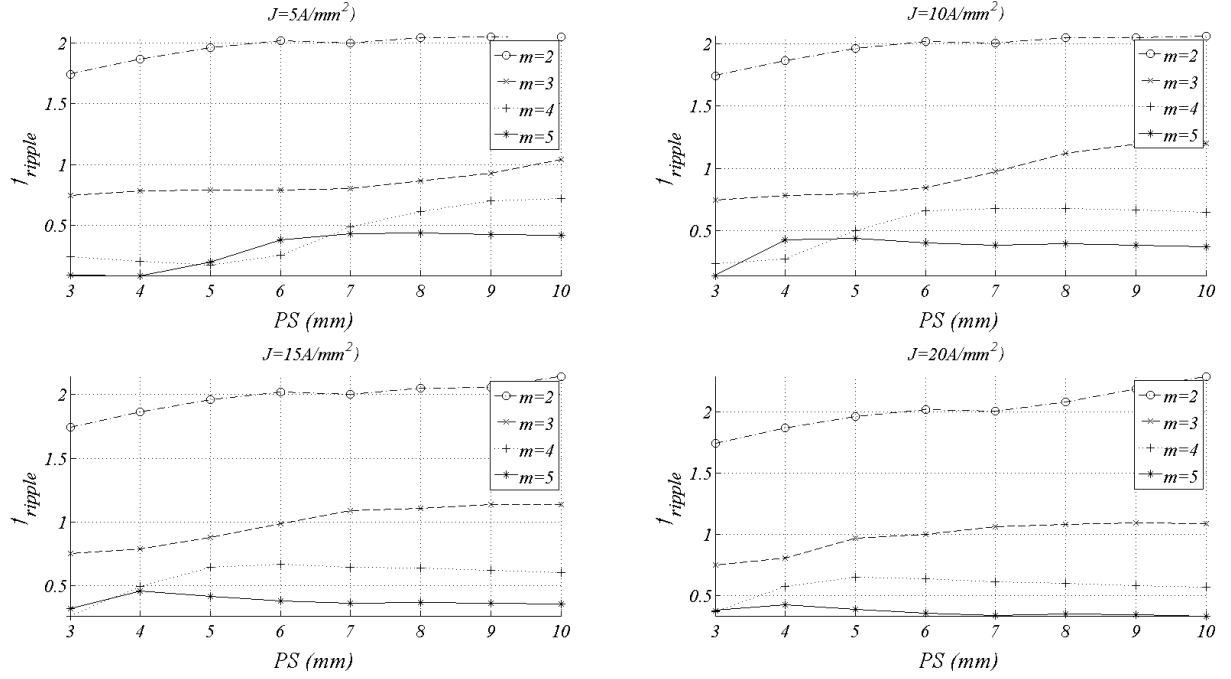 J=5A/mm²)
2
1.5
1
0.5
f_ripple
3 4 5 6 7 8 9 10
PS (mm)
m=2
m=3
m=4
m=5
J=10A/mm²)
2
1.5
1
0.5
f_ripple
3 4 5 6 7 8 9 10
PS (mm)
m=2
m=3
m=4
m=5
J=15A/mm²)
2
1.5
1
0.5
f_ripple
3 4 5 6 7 8 9 10
PS (mm)
m=2
m=3
m=4
m=5
J=20A/mm²)
2
1.5
1
0.5
f_ripple
3 4 5 6 7 8 9 10
PS (mm)
m=2
m=3
m=4
m=5